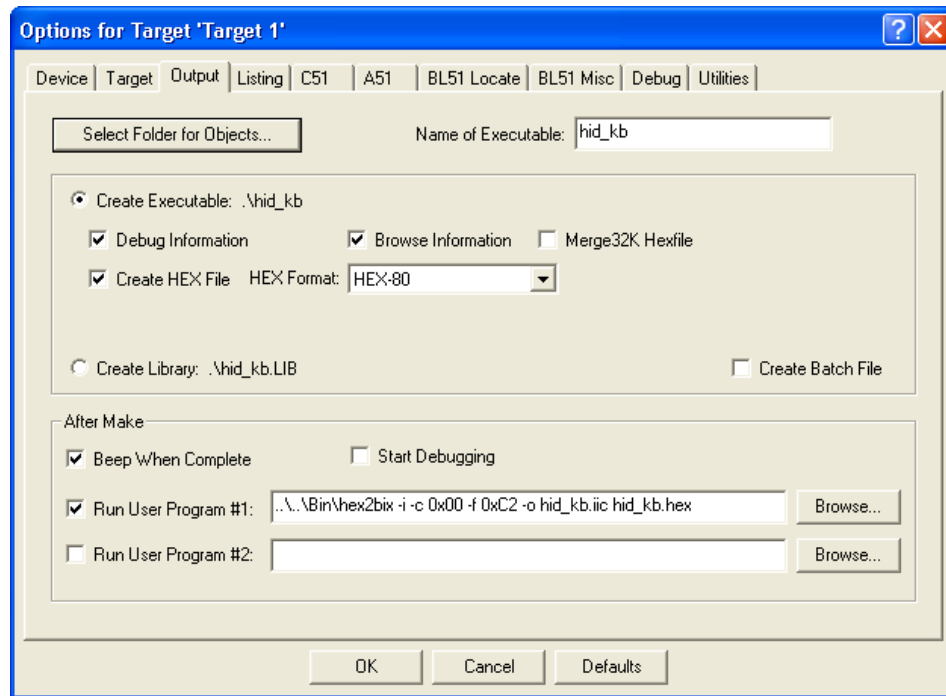 Options for Target 'Target 1'
Device Target Output Listing C51 A51 BL51 Locate BL51 Misc Debug Utilities
Select Folder for Objects... Name of Executable: hid_kb
Create Executable: .\hid_kb
Debug Information Browse Information Merge32K Hexfile
Create HEX File HEX Format: HEX-80
Create Library: .\hid_kb.LIB Create Batch File
After Make
Beep When Complete Start Debugging
Run User Program #1: ..\..\Bin\hex2bix -i -c 0x00 -f 0xC2 -o hid_kb.iic hid_kb.hex Browse...
Run User Program #2: Browse...
OK Cancel Defaults